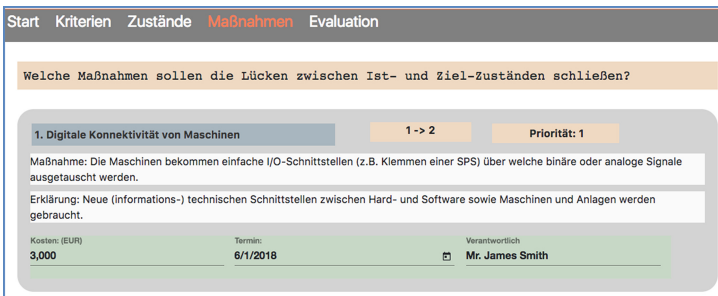 Start Kriterien Zustände Maßnahmen Evaluation
Welche Maßnahmen sollen die Lücken zwischen Ist- und Ziel-Zuständen schließen?
1. Digitale Konnektivität von Maschinen 1 -> 2 Priorität: 1
Maßnahme: Die Maschinen bekommen einfache I/O-Schnittstellen (z.B. Klemmen einer SPS) über welche binäre oder analoge Signale
ausgetauscht werden.
Erklärung: Neue (informations-) technischen Schnittstellen zwischen Hard- und Software sowie Maschinen und Anlagen werden
gebraucht.
Kosten: (EUR) Termin: Verantwortlich
3,000 6/1/2018 Mr. James Smith